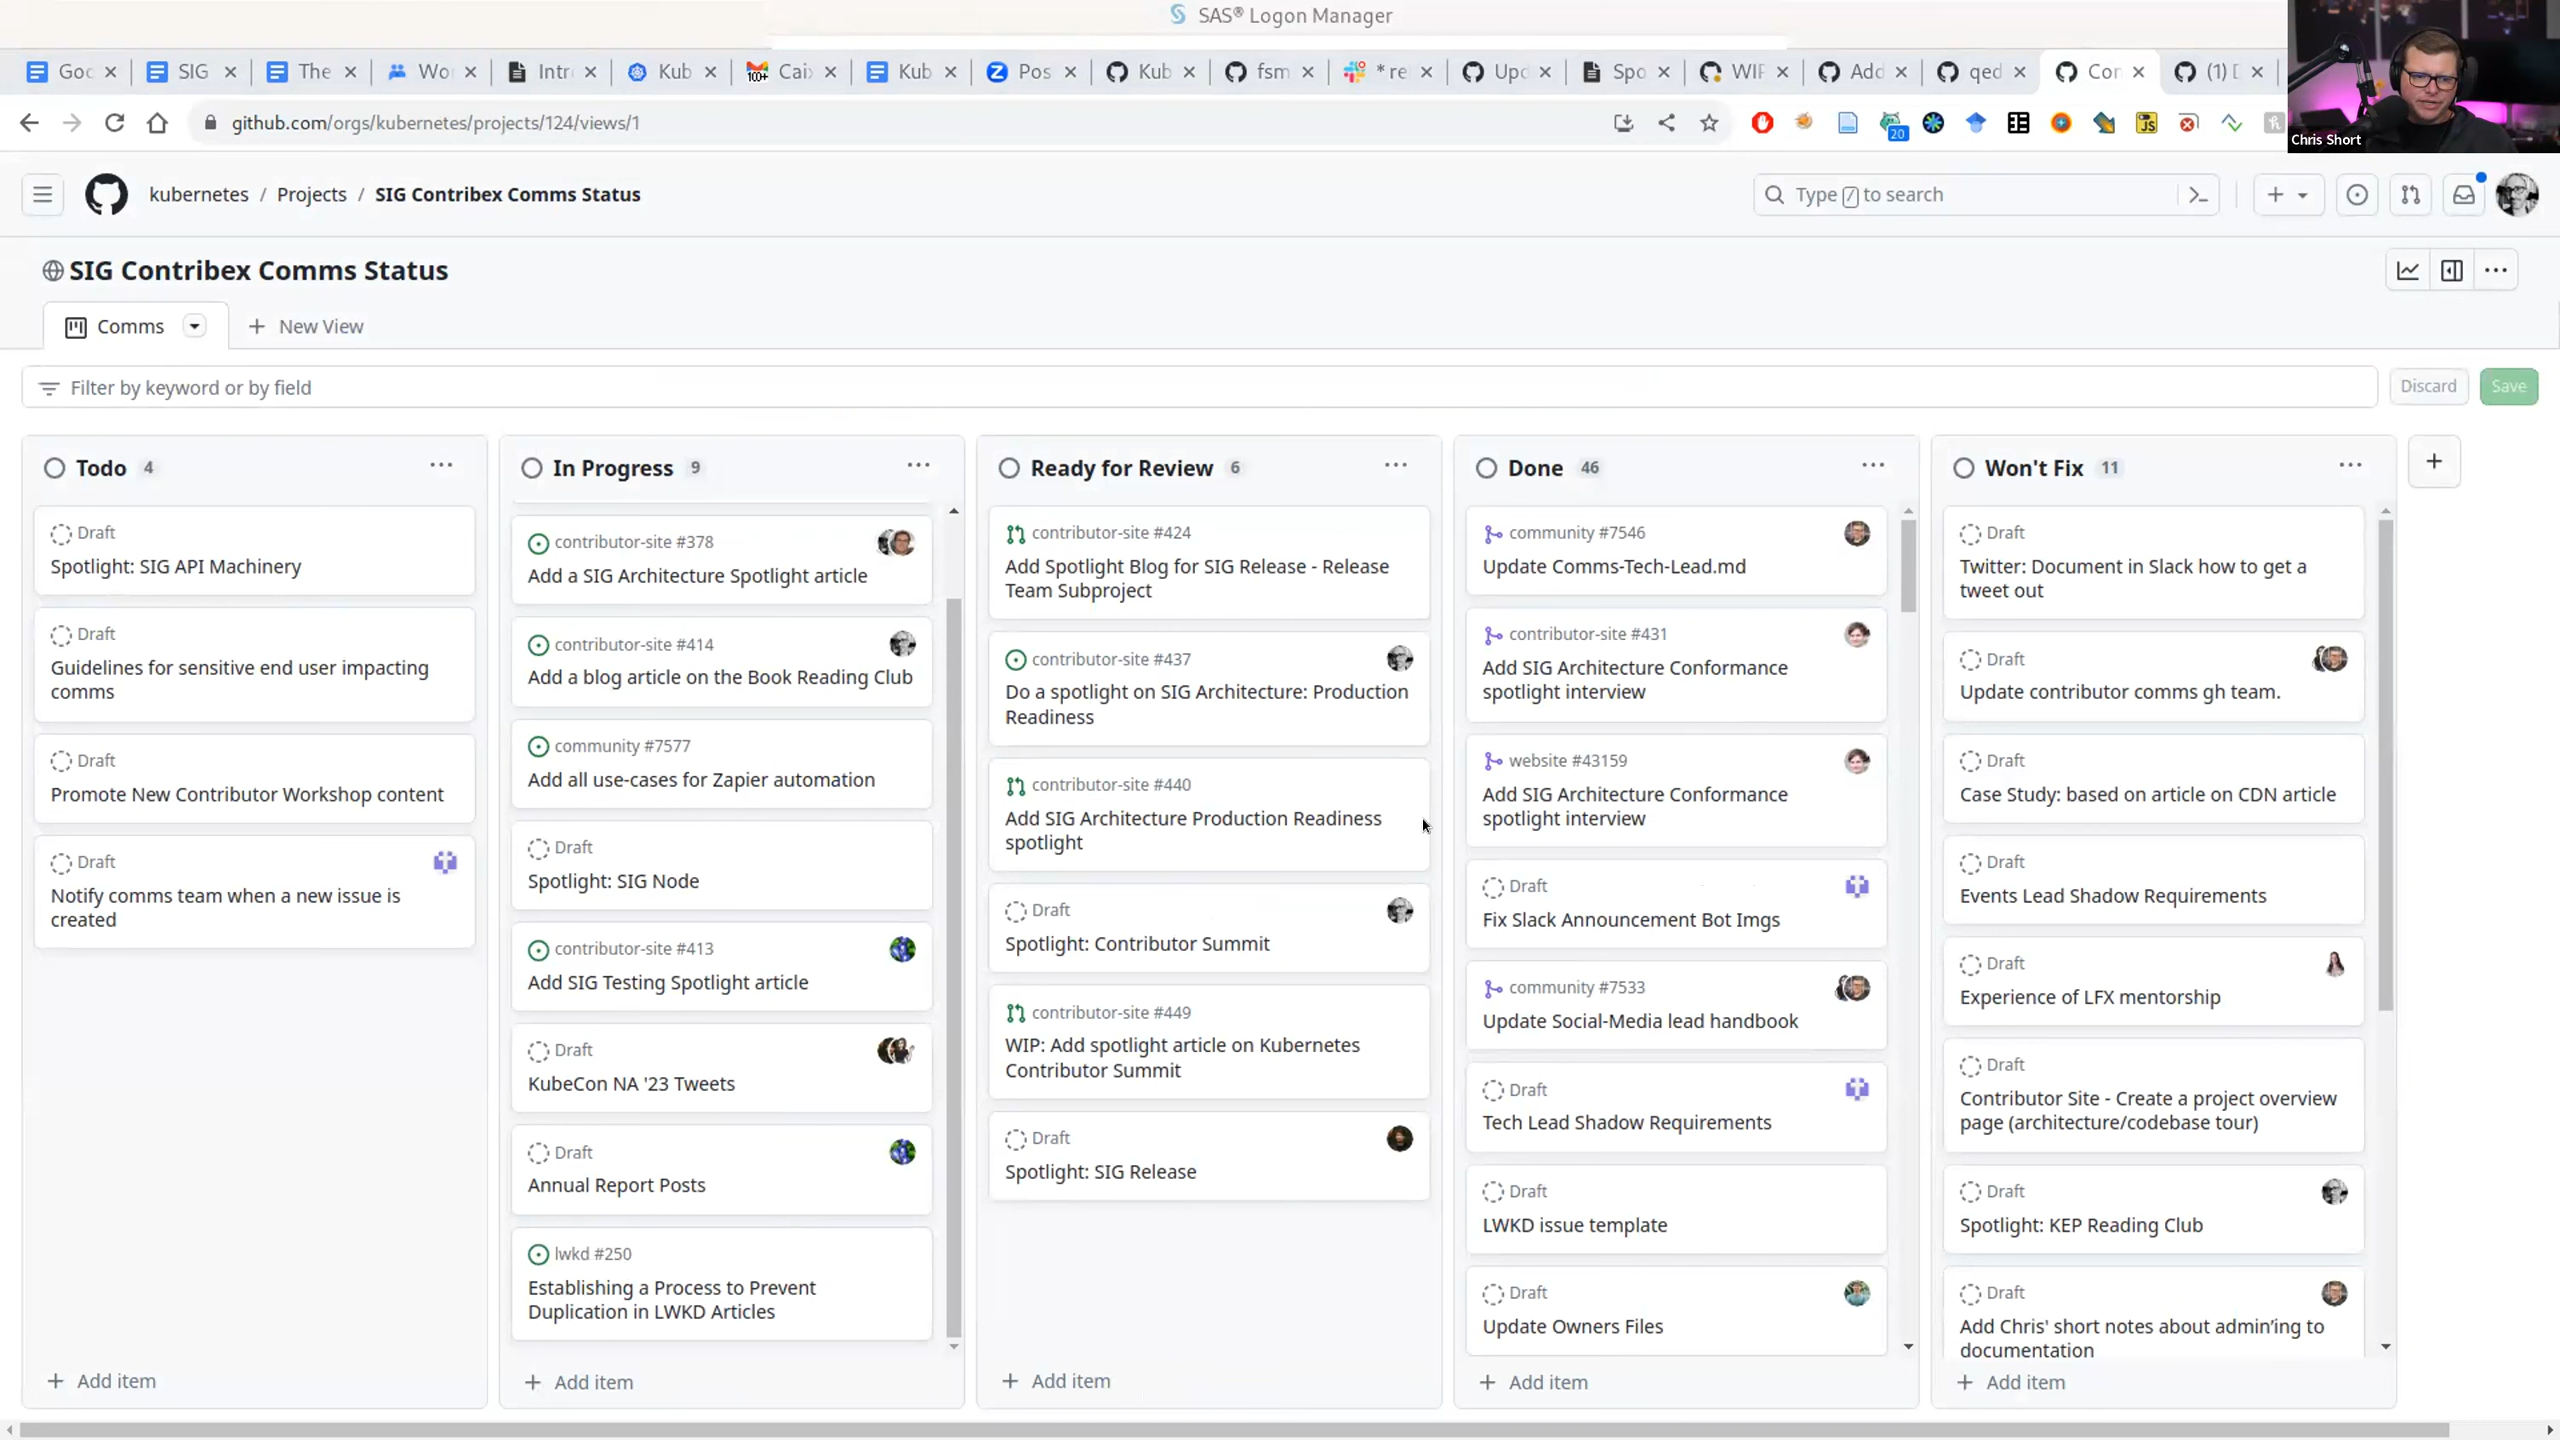 SAS® Logon Manager
Goc
SIG
The
Wo
Intr
Kub
Caix
Kub
Pos
Kub
fsm
* re
Upd
Spo
WIP
Add
qed
Cor
(1)
github.com/orgs/kubernetes/projects/124/views/1
20
JS
Chris Short
kubernetes / Projects / SIG Contribex Comms Status
Type / to search
SIG Contribex Comms Status
Comms
New View
Filter by keyword or by field
Discard
Save
Todo 4
Draft
Spotlight: SIG API Machinery
Draft
Guidelines for sensitive end user impacting
comms
Draft
Promote New Contributor Workshop content
Draft
Notify comms team when a new issue is
created
+ Add item
In Progress 9
contributor-site #378
Add a SIG Architecture Spotlight article
contributor-site #414
Add a blog article on the Book Reading Club
community #7577
Add all use-cases for Zapier automation
Draft
Spotlight: SIG Node
contributor-site #413
Add SIG Testing Spotlight article
Draft
KubeCon NA '23 Tweets
Draft
Annual Report Posts
lwkd #250
Establishing a Process to Prevent
Duplication in LWKD Articles
+ Add item
Ready for Review 6
contributor-site #424
Add Spotlight Blog for SIG Release - Release
Team Subproject
contributor-site #437
Do a spotlight on SIG Architecture: Production
Readiness
contributor-site #440
Add SIG Architecture Production Readiness
spotlight
Draft
Spotlight: Contributor Summit
contributor-site #449
WIP: Add spotlight article on Kubernetes
Contributor Summit
Draft
Spotlight: SIG Release
+ Add item
Done 46
community #7546
Update Comms-Tech-Lead.md
contributor-site #431
Add SIG Architecture Conformance
spotlight interview
website #43159
Add SIG Architecture Conformance
spotlight interview
Draft
Fix Slack Announcement Bot Imgs
community #7533
Update Social-Media lead handbook
Draft
Tech Lead Shadow Requirements
Draft
LWKD issue template
Draft
Update Owners Files
+ Add item
Won't Fix 11
Draft
Twitter: Document in Slack how to get a
tweet out
Draft
Update contributor comms gh team.
Draft
Case Study: based on article on CDN article
Draft
Events Lead Shadow Requirements
Draft
Experience of LFX mentorship
Draft
Contributor Site - Create a project overview
page (architecture/codebase tour)
Draft
Spotlight: KEP Reading Club
Draft
Add Chris' short notes about admin’ing to
documentation
+ Add item